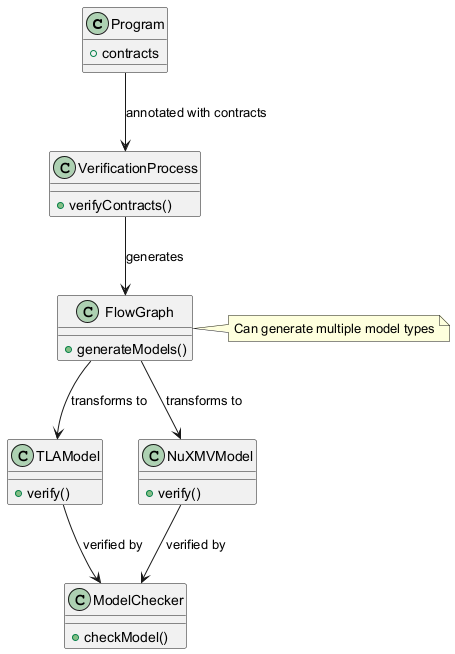 C Program
contracts
annotated with contracts
C VerificationProcess
verifyContracts()
generates
C FlowGraph
generateModels()
Can generate multiple model types
transforms to
transforms to
C TLAModel
verify()
C NuXMVModel
verify()
verified by
verified by
C ModelChecker
checkModel()